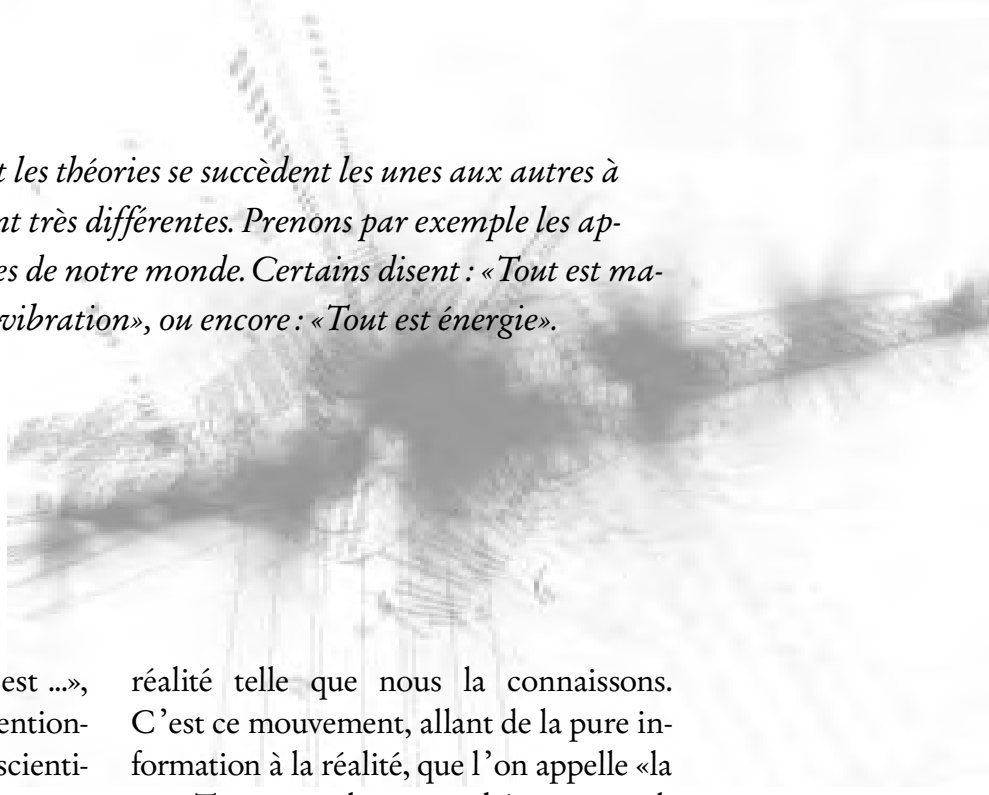 les théories se succèdent les unes aux autres à
très différentes. Prenons par exemple les ap-
de notre monde. Certains disent : «Tout est ma-
vibration», ou encore : «Tout est énergie».
est ...»,
ention-
scienti-
réalité telle que nous la connaissons.
C’est ce mouvement, allant de la pure in-
formation à la réalité, que l’on appelle «la